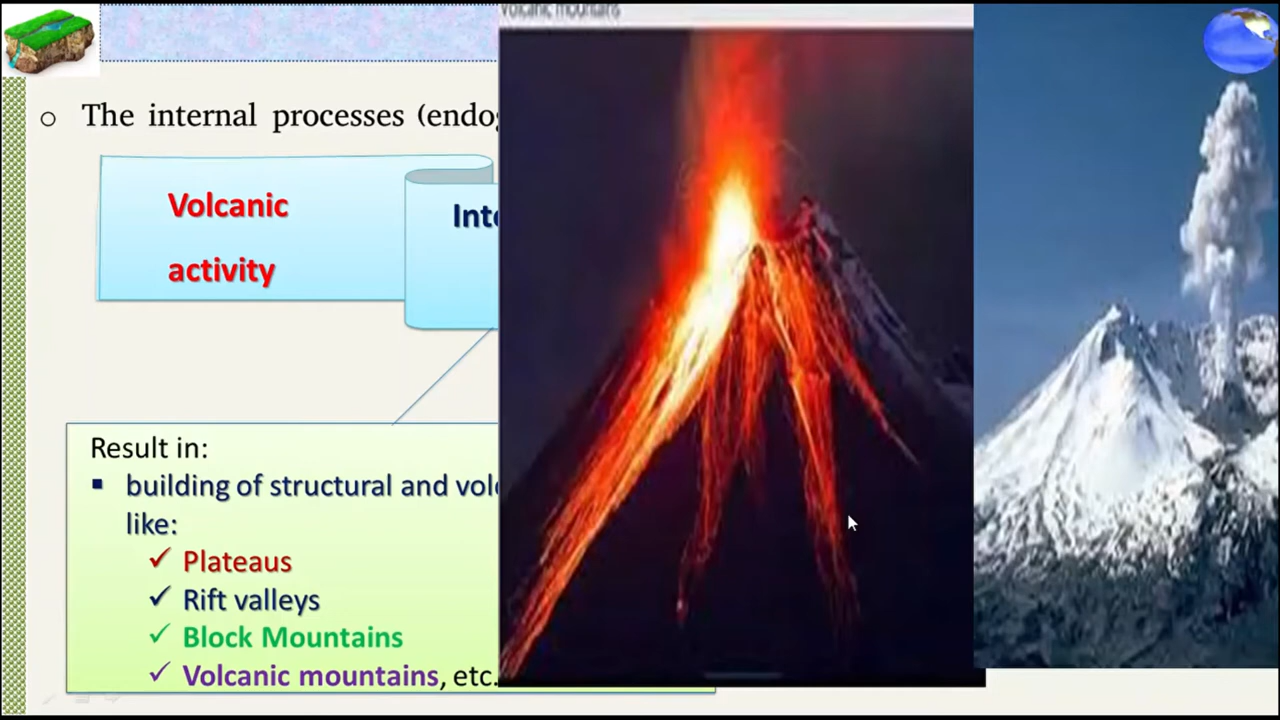 Volcanic mountains
The internal processes (endog
Volcanic
activity
Inte
Result in:
building of structural and volc
like:
✓ Plateaus
✓ Rift valleys
✓ Block Mountains
✓ Volcanic mountains, etc.